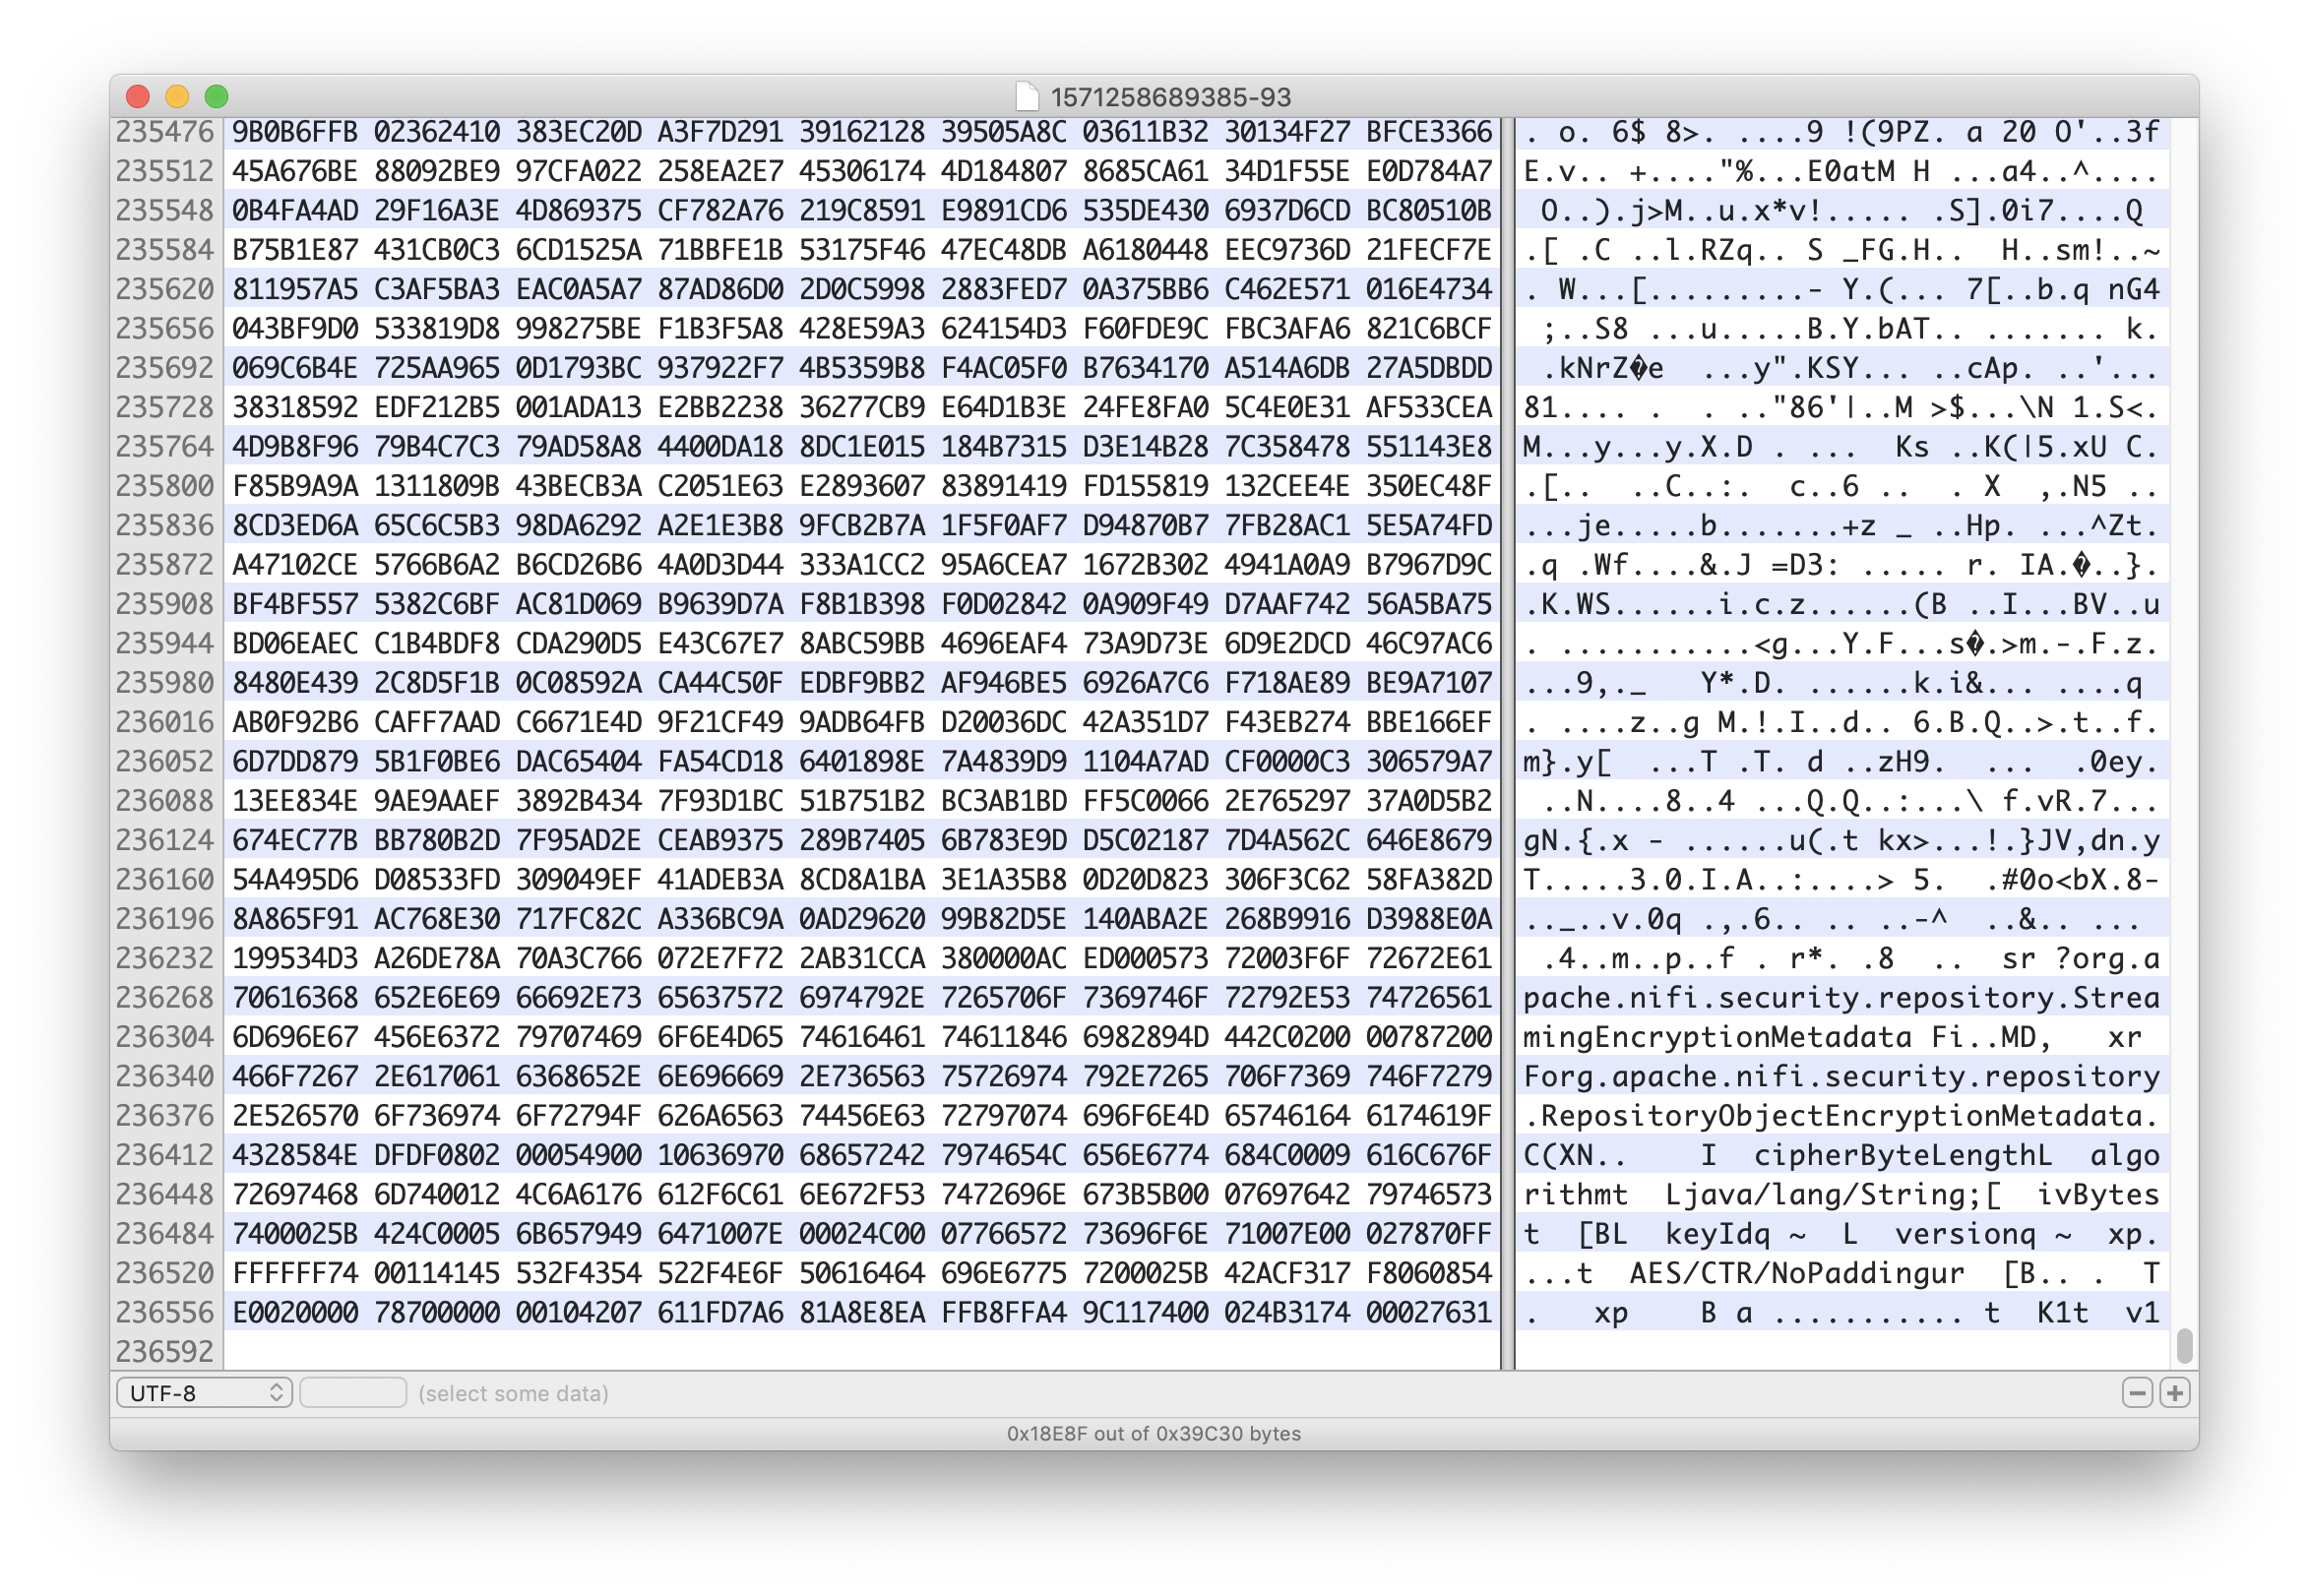 1571258689385-93
235476 9B0B6FFB 02362410 383EC20D A3F7D291 39162128 39505A8C 03611B32 30134F27 BFCE3366 . o. 6$ 8>. ....9 !(9PZ. a 20 O'..3f
235512 45A676BE 88092BE9 97CFA022 258EA2E7 45306174 4D184807 8685CA61 34D1F55E E0D784A7 E.v.. +...."%...E0atM H ...a4..^....
235548 0B4FA4AD 29F16A3E 4D869375 CF782A76 219C8591 E9891CD6 535DE430 6937D6CD BC80510B O..).j>M..u.x*v!..... .S].0i7....Q
235584 B75B1E87 431CB0C3 6CD1525A 71BBFE1B 53175F46 47EC48DB A6180448 EEC9736D 21FECF7E .[ .C ..l.RZq.. S _FG.H.. H..sm!..~
235620 811957A5 C3AF5BA3 EAC0A5A7 87AD86D0 2D0C5998 2883FED7 0A375BB6 C462E571 016E4734 . W...[.........- Y.(... 7[..b.q nG4
235656 043BF9D0 533819D8 998275BE F1B3F5A8 428E59A3 624154D3 F60FDE9C FBC3AFA6 821C6BCF ;..S8 ...u.....B.Y.bAT.. ....... k.
235692 069C6B4E 725AA965 0D1793BC 937922F7 4B5359B8 F4AC05F0 B7634170 A514A6DB 27A5DBDD .kNrZ�e ...y".KSY... ..cAp. ..'...
235728 38318592 EDF212B5 001ADA13 E2BB2238 36277CB9 E64D1B3E 24FE8FA0 5C4E0E31 AF533CEA 81.... . . .."86'|..M >$...\N 1.S<.
235764 4D9B8F96 79B4C7C3 79AD58A8 4400DA18 8DC1E015 184B7315 D3E14B28 7C358478 551143E8 M...y...y.X.D . ... Ks ..K(|5.xU C.
235800 F85B9A9A 1311809B 43BECB3A C2051E63 E2893607 83891419 FD155819 132CEE4E 350EC48F .[.. ..C..:. c..6 .. . X ,.N5 ..
235836 8CD3ED6A 65C6C5B3 98DA6292 A2E1E3B8 9FCB2B7A 1F5F0AF7 D94870B7 7FB28AC1 5E5A74FD ...je.....b.......+z _ ..Hp. ...^Zt.
235872 A47102CE 5766B6A2 B6CD26B6 4A0D3D44 333A1CC2 95A6CEA7 1672B302 4941A0A9 B7967D9C .q .Wf....&.J =D3: ..... r. IA.�..}.
235908 BF4BF557 5382C6BF AC81D069 B9639D7A F8B1B398 F0D02842 0A909F49 D7AAF742 56A5BA75 .K.WS......i.c.z......(B ..I...BV..u
235944 BD06EAEC C1B4BDF8 CDA290D5 E43C67E7 8ABC59BB 4696EAF4 73A9D73E 6D9E2DCD 46C97AC6 . ...........<g...Y.F...s�.>m.-.F.z.
235980 8480E439 2C8D5F1B 0C08592A CA44C50F EDBF9BB2 AF946BE5 6926A7C6 F718AE89 BE9A7107 ...9,._ Y*.D. ......k.i&... ....q
236016 AB0F92B6 CAFF7AAD C6671E4D 9F21CF49 9ADB64FB D20036DC 42A351D7 F43EB274 BBE166EF . ....z..g M.!.I..d.. 6.B.Q..>.t..f.
236052 6D7DD879 5B1F0BE6 DAC65404 FA54CD18 6401898E 7A4839D9 1104A7AD CF0000C3 306579A7 m}.y[ ...T .T. d ..zH9. ... .0ey.
236088 13EE834E 9AE9AAEF 3892B434 7F93D1BC 51B751B2 BC3AB1BD FF5C0066 2E765297 37A0D5B2 ..N....8..4 ...Q.Q..:...\ f.vR.7...
236124 674EC77B BB780B2D 7F95AD2E CEAB9375 289B7405 6B783E9D D5C02187 7D4A562C 646E8679 gN.{.x - ......u(.t kx>...!.}JV,dn.y
236160 54A495D6 D08533FD 309049EF 41ADEB3A 8CD8A1BA 3E1A35B8 0D20D823 306F3C62 58FA382D T.....3.0.I.A..:....> 5. .#0o<bX.8-
236196 8A865F91 AC768E30 717FC82C A336BC9A 0AD29620 99B82D5E 140ABA2E 268B9916 D3988E0A .._..v.0q .,.6.. .. ..-^ ..&.. ...
236232 199534D3 A26DE78A 70A3C766 072E7F72 2AB31CCA 380000AC ED000573 72003F6F 72672E61 .4..m..p..f . r*. .8 .. sr ?org.a
236268 70616368 652E6E69 66692E73 65637572 6974792E 7265706F 7369746F 72792E53 74726561 pache.nifi.security.repository.Strea
236304 6D696E67 456E6372 79707469 6F6E4D65 74616461 74611846 6982894D 442C0200 00787200 mingEncryptionMetadata Fi..MD, xr
236340 466F7267 2E617061 6368652E 6E696669 2E736563 75726974 792E7265 706F7369 746F7279 Forg.apache.nifi.security.repository
236376 2E526570 6F736974 6F72794F 626A6563 74456E63 72797074 696F6E4D 65746164 6174619F .RepositoryObjectEncryptionMetadata.
236412 4328584E DFDF0802 00054900 10636970 68657242 7974654C 656E6774 684C0009 616C676F C(XN.. I cipherByteLengthL algo
236448 72697468 6D740012 4C6A6176 612F6C61 6E672F53 7472696E 673B5B00 07697642 79746573 rithmt Ljava/lang/String;[ ivBytes
236484 7400025B 424C0005 6B657949 6471007E 00024C00 07766572 73696F6E 71007E00 027870FF t [BL keyIdq ~ L versionq ~ xp.
236520 FFFFFF74 00114145 532F4354 522F4E6F 50616464 696E6775 7200025B 42ACF317 F8060854 ...t AES/CTR/NoPaddingur [B.. . T
236556 E0020000 78700000 00104207 611FD7A6 81A8E8EA FFB8FFA4 9C117400 024B3174 00027631 . xp B a ........... t K1t v1
236592
UTF-8 (select some data)
0x18E8F out of 0x39C30 bytes